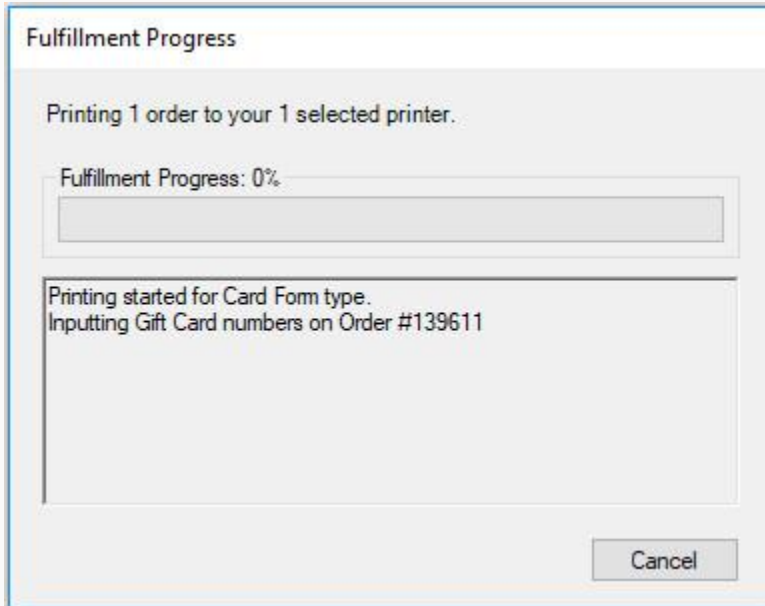 Fulfillment Progress
Printing 1 order to your 1 selected printer.
Fulfillment Progress: 0%
Printing started for Card Form type.
Inputting Gift Card numbers on Order #139611
Cancel